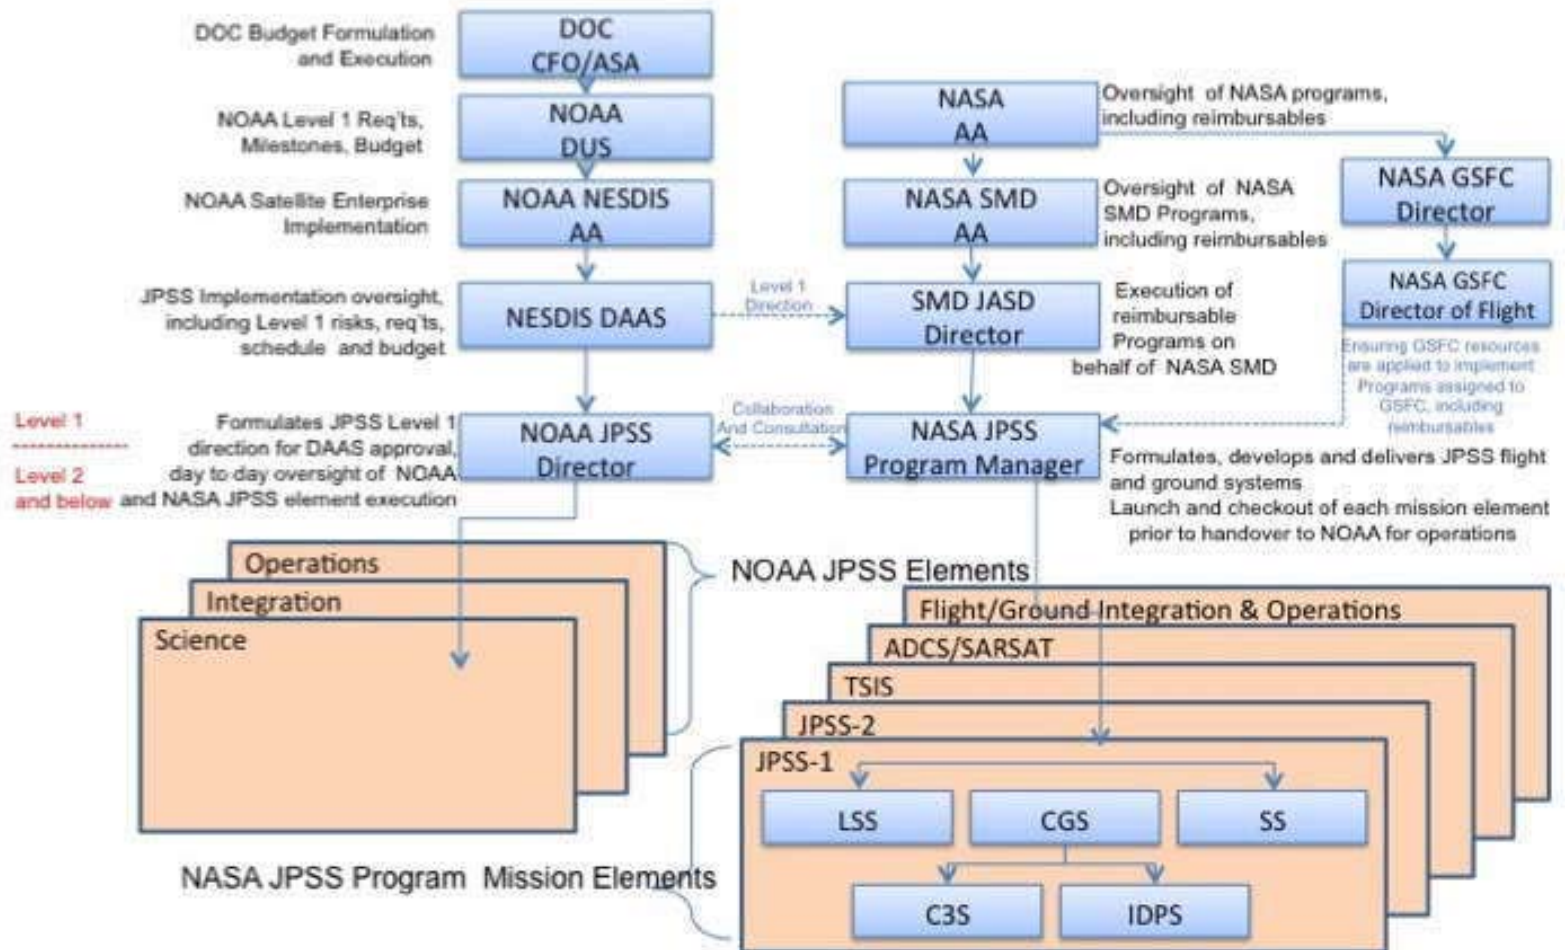 DOC Budget Formulation
and Execution
DOC
CFO/ASA
NOAA Level 1 Req'ts,
Milestones, Budget
NOAA
DUS
NASA
AA
Oversight of NASA programs,
including reimbursables
NOAA Satellite Enterprise
Implementation
NOAA NESDIS
AA
NASA SMD
AA
Oversight of NASA
SMD Programs,
including reimbursables
NASA GSFC
Director
JPSS Implementation oversight,
including Level 1 risks, req'ts,
schedule and budget
NESDIS DAAS
Level 1
Direction
SMD JASD
Director
Execution of
reimbursable
Programs on
behalf of NASA SMD
NASA GSFC
Director of Flight
Ensuring GSFC resources
are applied to implement
Programs assigned to
GSFC, including
reimbursables
Level 1
Level 2
and below
Formulates JPSS Level 1
direction for DAAS approval,
day to day oversight of NOAA
and NASA JPSS element execution
NOAA JPSS
Director
Collaboration
And Consultation
NASA JPSS
Program Manager
Formulates, develops and delivers JPSS flight
and ground systems
Launch and checkout of each mission element
prior to handover to NOAA for operations
Operations
Integration
Science
NOAA JPSS Elements
Flight/Ground Integration & Operations
ADCS/SARSAT
TSIS
JPSS-2
JPSS-1
LSS
CGS
SS
C3S
IDPS
NASA JPSS Program Mission Elements